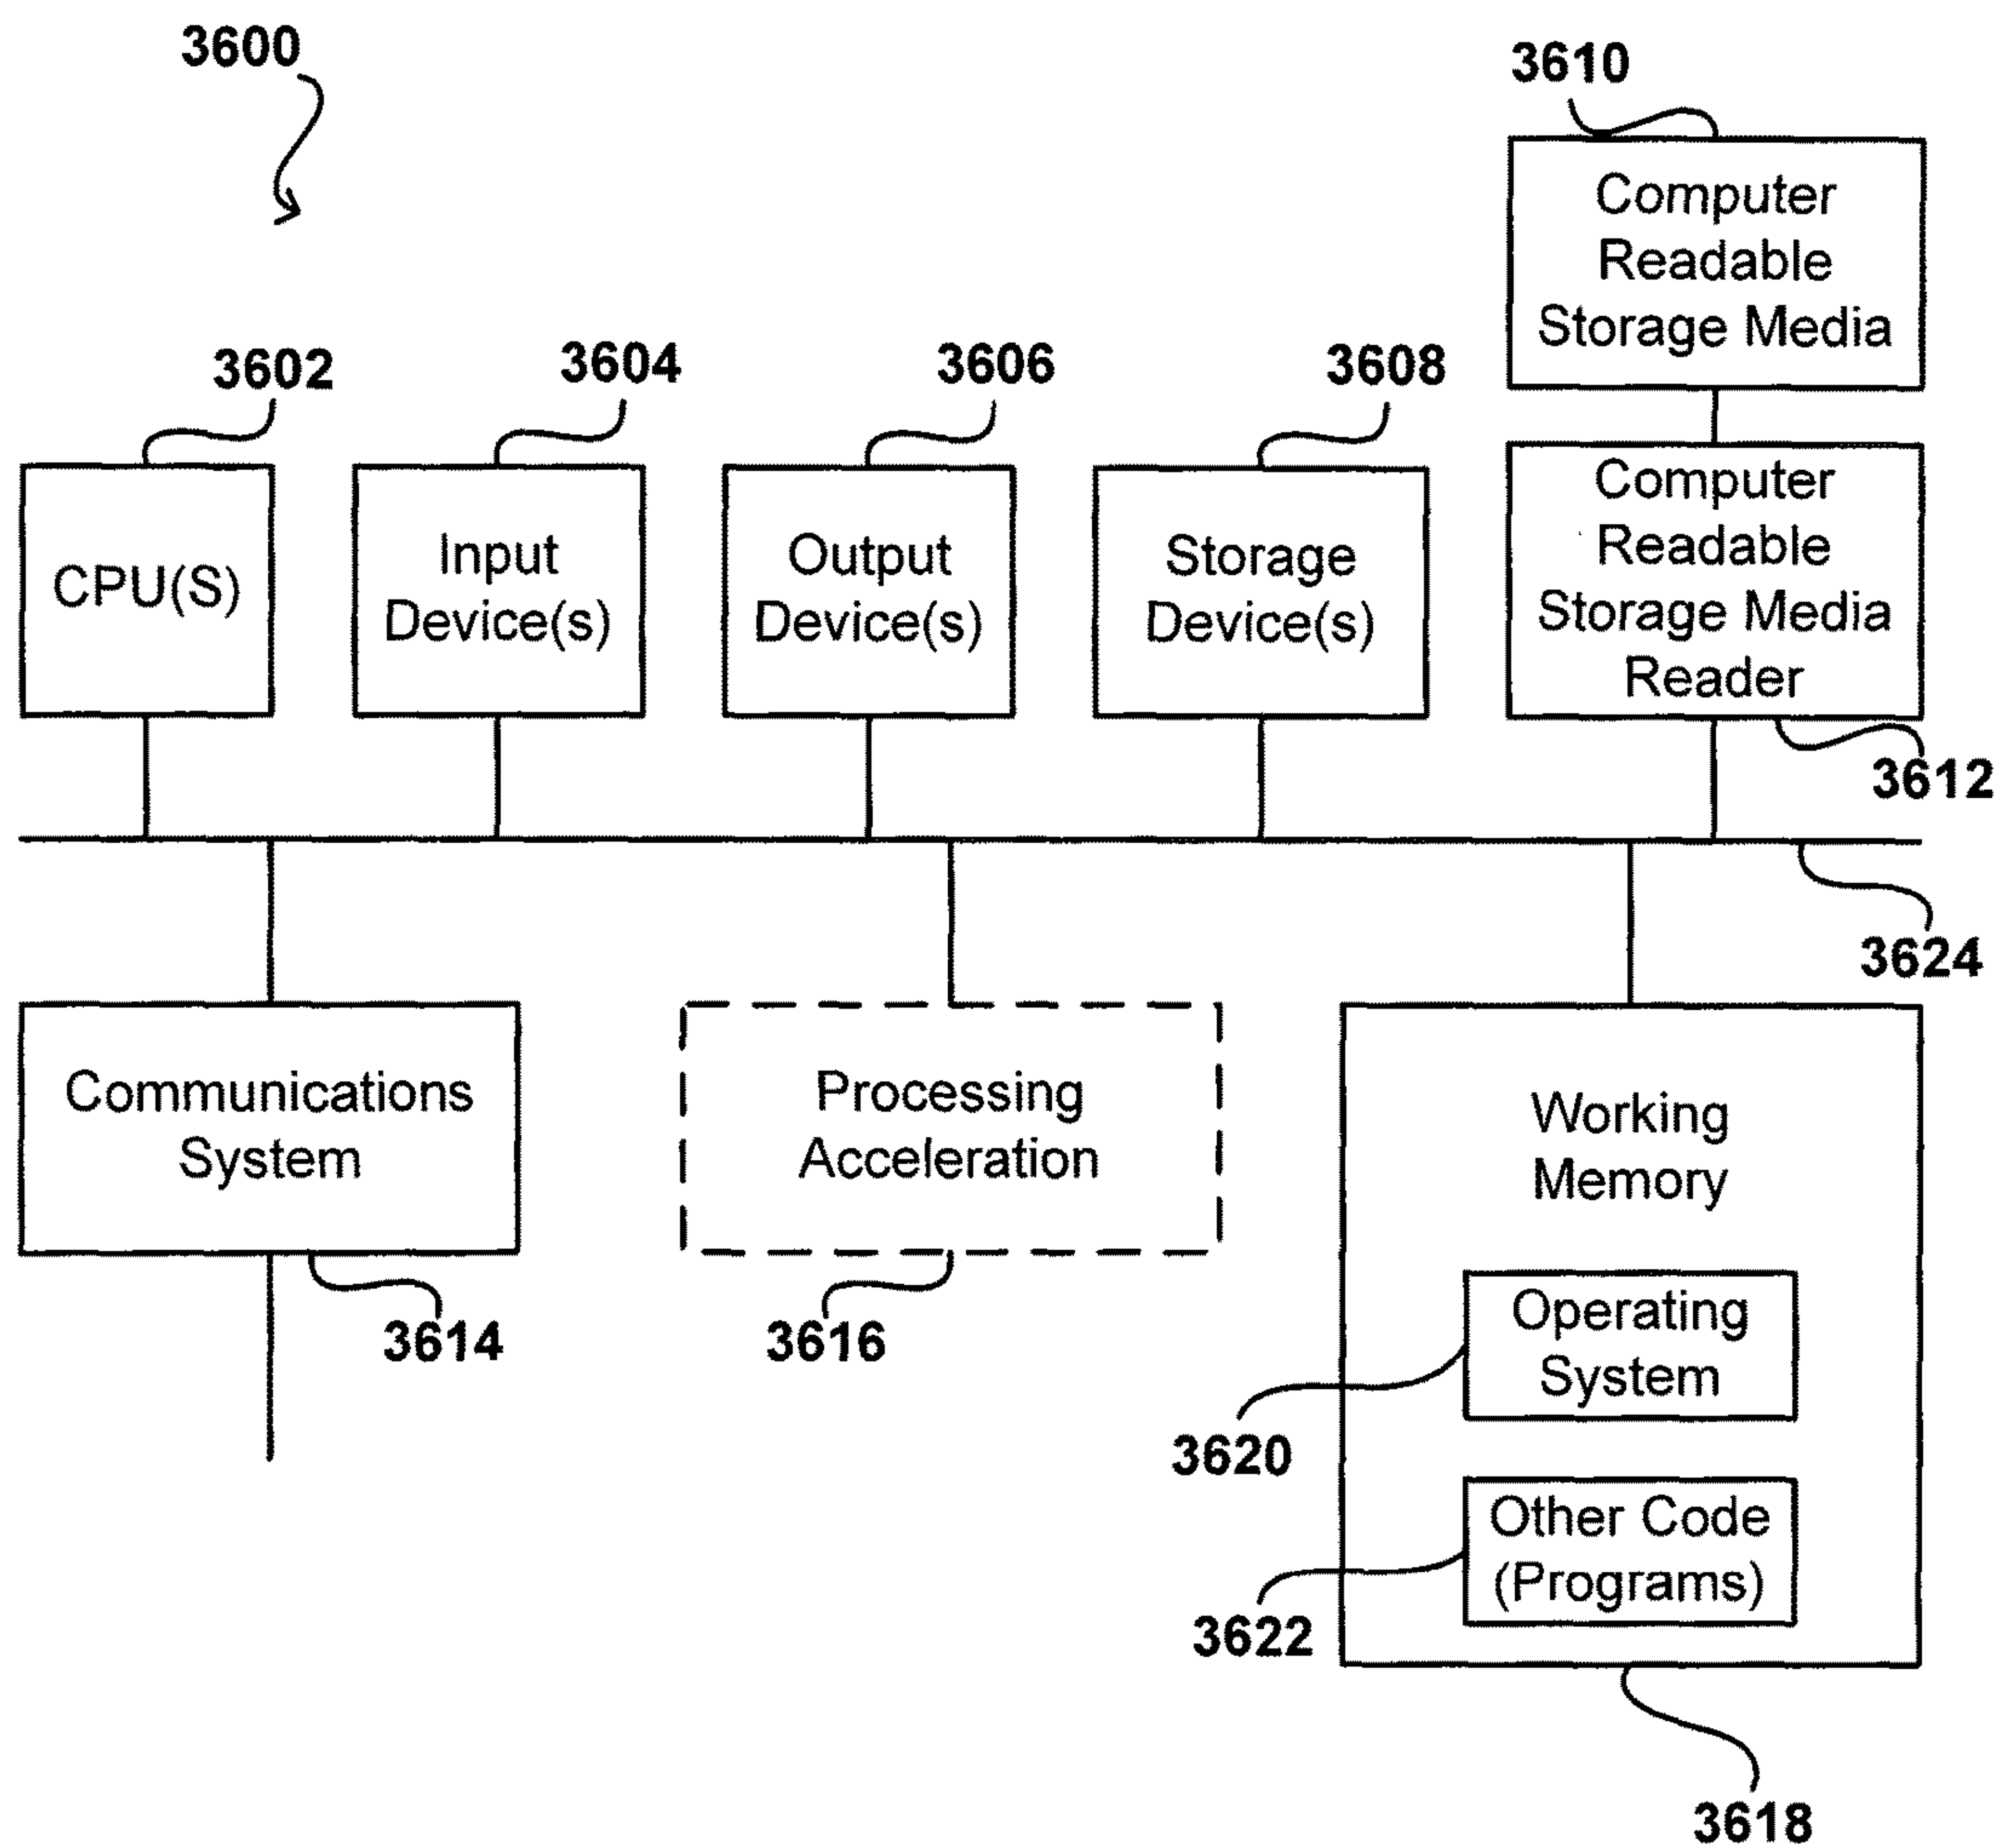 3600
3610
Computer
Readable
Storage Media
3602
3604
3606
3608
CPU(S)
Input
Device(s)
Output
Device(s)
Storage
Device(s)
Computer
Readable
Storage Media
Reader
3612
3624
Communications
System
3614
Processing
Acceleration
3616
Working
Memory
Operating
System
3620
Other Code
(Programs)
3622
3618